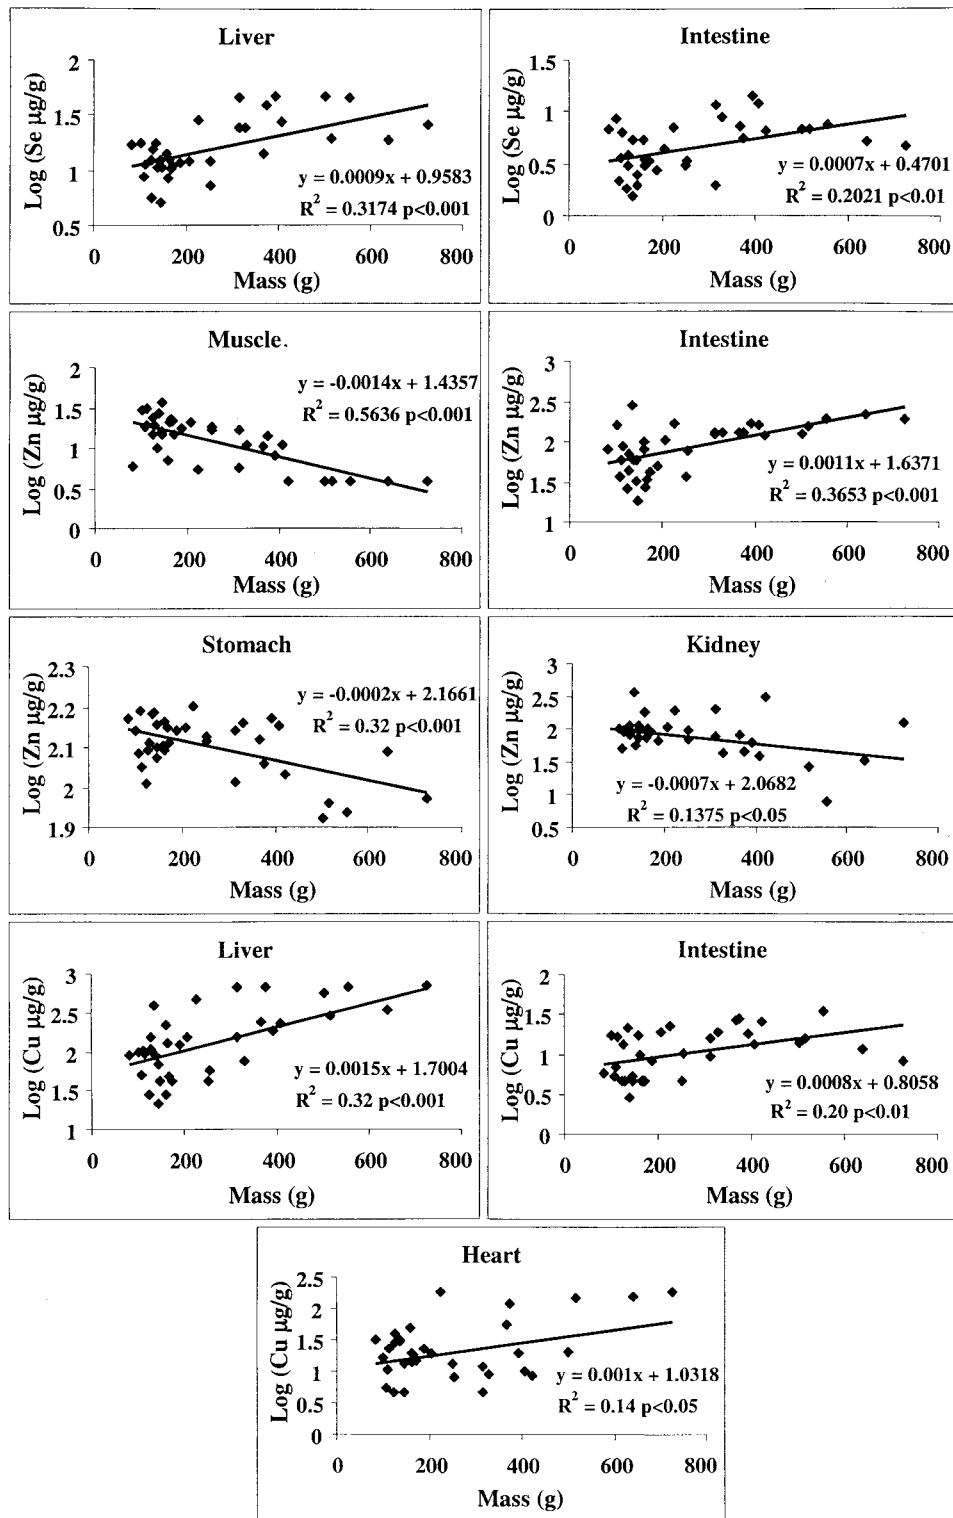 Liver
Log (Se µg/g)
2
1.5
1
0.5
y = 0.0009x + 0.9583
R² = 0.3174 p<0.001
0 200 400 600 800
Mass (g)
Intestine
Log (Se µg/g)
1.5
1
0.5
0
y = 0.0007x + 0.4701
R² = 0.2021 p<0.01
0 200 400 600 800
Mass (g)
Muscle
Log (Zn µg/g)
2
1.5
1
0.5
0
y = -0.0014x + 1.4357
R² = 0.5636 p<0.001
0 200 400 600 800
Mass (g)
Intestine
Log (Zn µg/g)
3
2.5
2
1.5
1
y = 0.0011x + 1.6371
R² = 0.3653 p<0.001
0 200 400 600 800
Mass (g)
Stomach
Log (Zn µg/g)
2.3
2.2
2.1
2
1.9
y = -0.0002x + 2.1661
R² = 0.32 p<0.001
0 200 400 600 800
Mass (g)
Kidney
Log (Zn µg/g)
3
2.5
2
1.5
1
0.5
y = -0.0007x + 2.0682
R² = 0.1375 p<0.05
0 200 400 600 800
Mass (g)
Liver
Log (Cu µg/g)
3
2.5
2
1.5
1
y = 0.0015x + 1.7004
R² = 0.32 p<0.001
0 200 400 600 800
Mass (g)
Intestine
Log (Cu µg/g)
2
1.5
1
0.5
0
y = 0.0008x + 0.8058
R² = 0.20 p<0.01
0 200 400 600 800
Mass (g)
Heart
Log (Cu µg/g)
2.5
2
1.5
1
0.5
0
y = 0.001x + 1.0318
R² = 0.14 p<0.05
0 200 400 600 800
Mass (g)